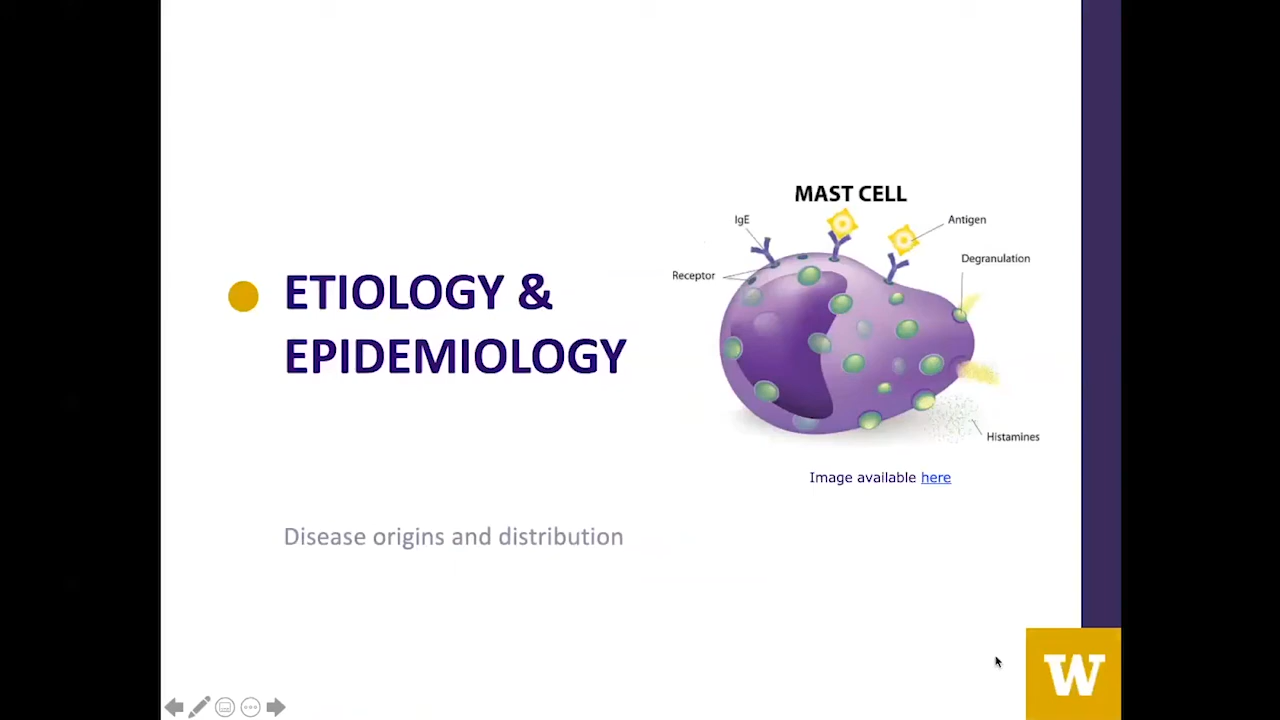 ETIOLOGY &
EPIDEMIOLOGY
Disease origins and distribution
MAST CELL
IgE
Antigen
Degranulation
Receptor
Histamines
Image available here
W